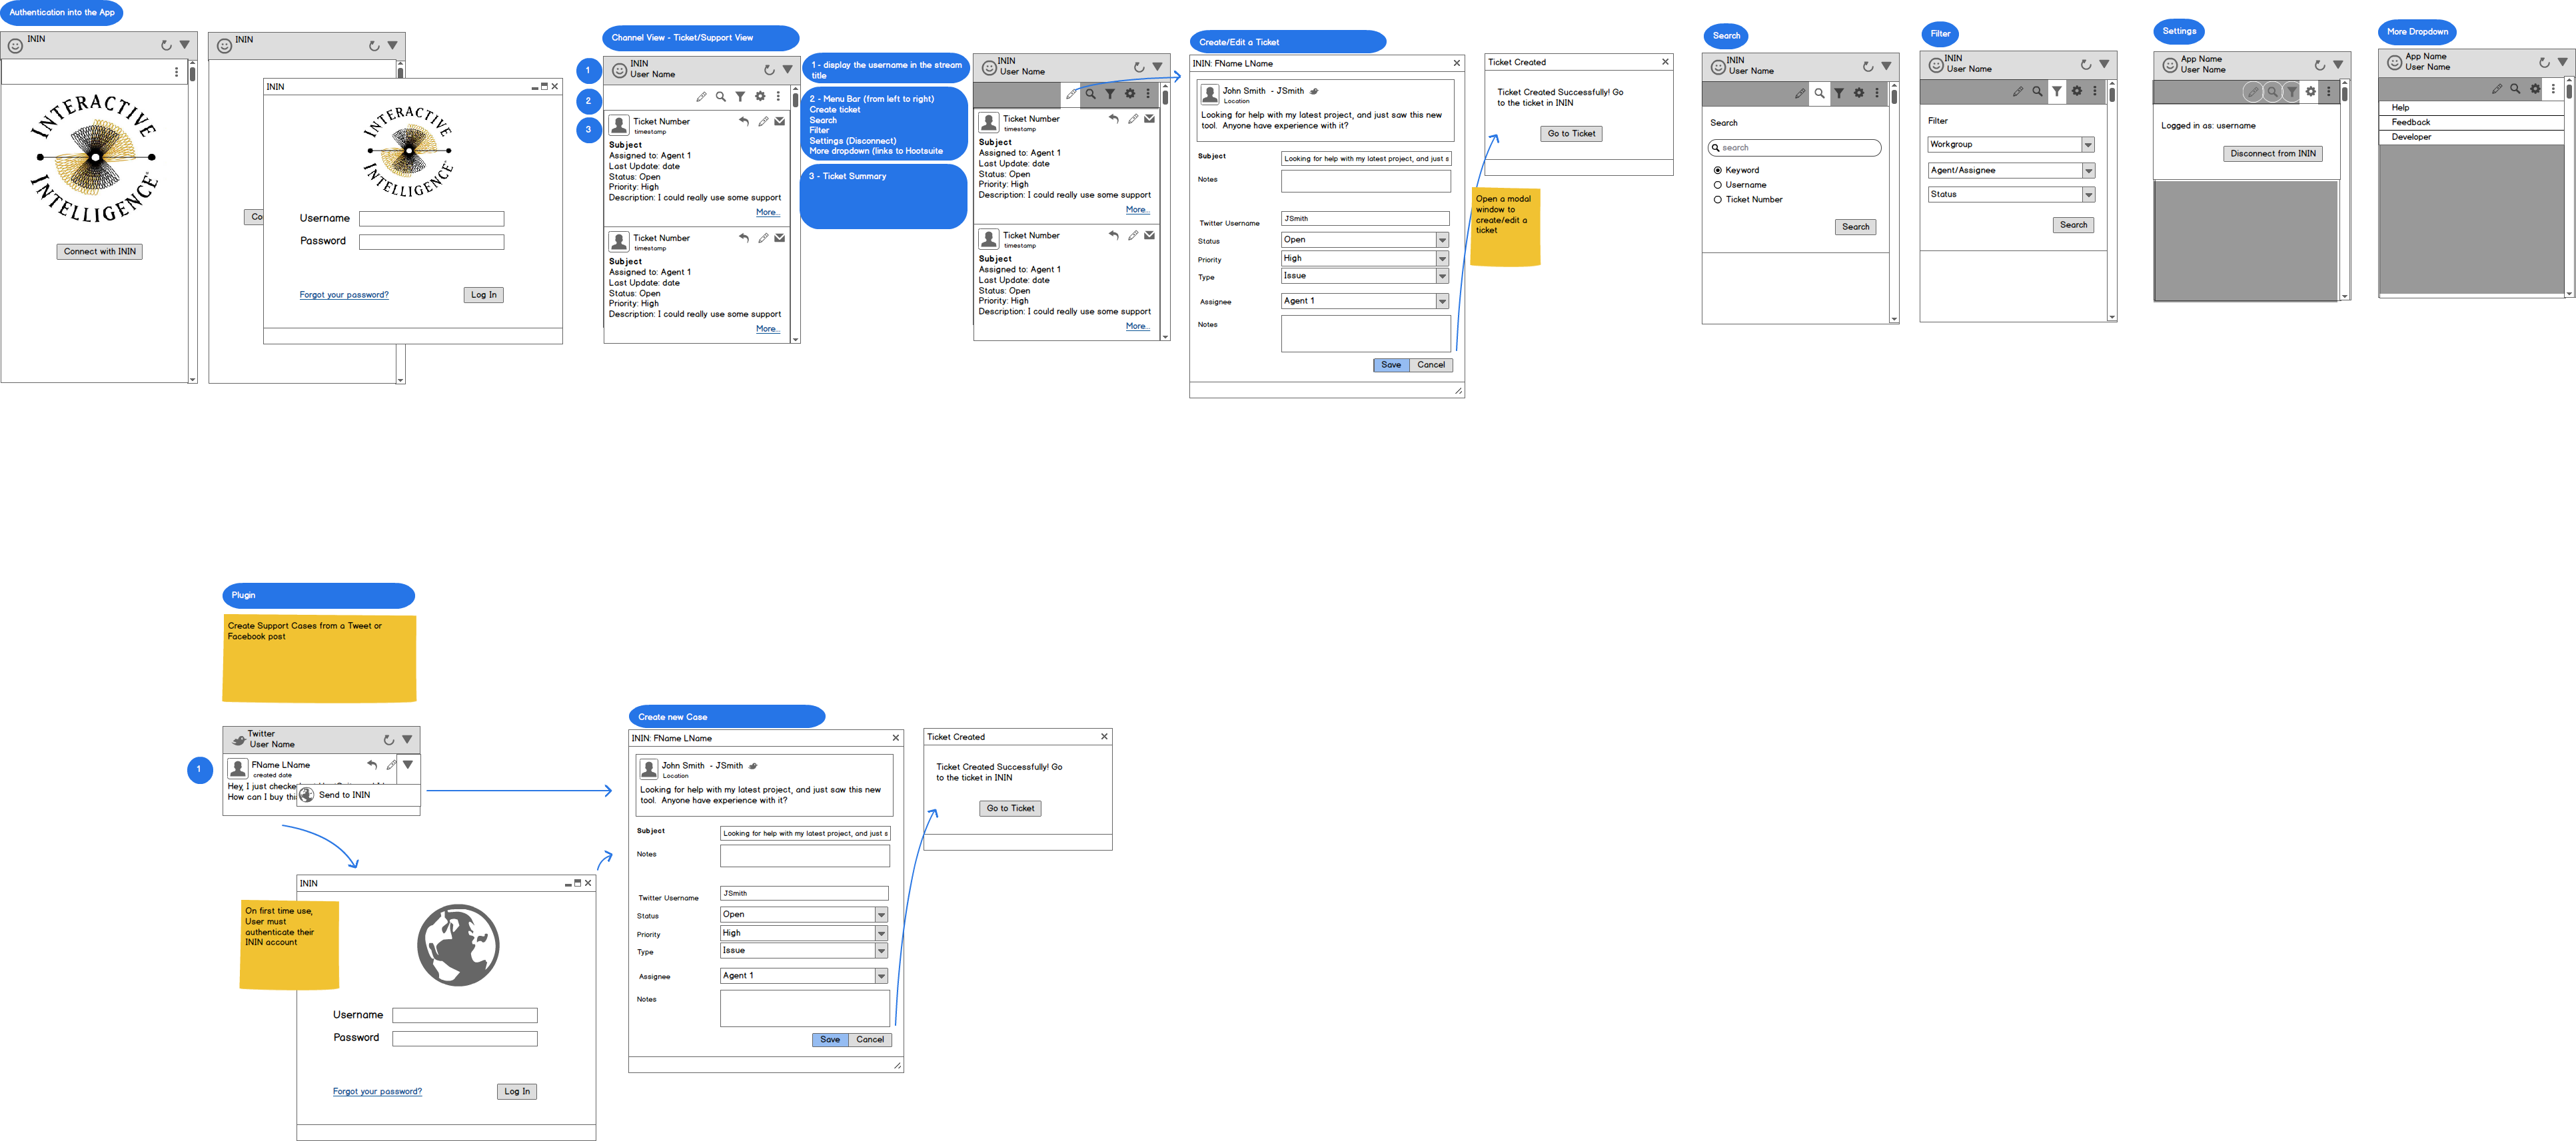 Authentication into the App
ININ
INTERACTIVE
INTELLIGENCE
Connect with ININ
ININ
Co
ININ
INTERACTIVE
INTELLIGENCE
Username
Password
Forgot your password?
Log In
Channel View - Ticket/Support View
1
2
3
ININ
User Name
Ticket Number
timestamp
Subject
Assigned to: Agent 1
Last Update: date
Status: Open
Priority: High
Description: I could really use some support
More...
Ticket Number
timestamp
Subject
Assigned to: Agent 1
Last Update: date
Status: Open
Priority: High
Description: I could really use some support
More...
1 - display the username in the stream
title
2 - Menu Bar (from left to right)
Create ticket
Search
Filter
Settings (Disconnect)
More dropdown (links to Hootsuite
3 - Ticket Summary
ININ
User Name
Ticket Number
timestamp
Subject
Assigned to: Agent 1
Last Update: date
Status: Open
Priority: High
Description: I could really use some support
More...
Ticket Number
timestamp
Subject
Assigned to: Agent 1
Last Update: date
Status: Open
Priority: High
Description: I could really use some support
More...
Create/Edit a Ticket
ININ: FName LName
John Smith - JSmith
Location
Looking for help with my latest project, and just saw this new
tool. Anyone have experience with it?
Subject
Looking for help with my latest project, and just s
Notes
Twitter Username
JSmith
Status
Open
Priority
High
Type
Issue
Assignee
Agent 1
Notes
Save
Cancel
Ticket Created
Ticket Created Successfully! Go
to the ticket in ININ
Go to Ticket
Open a modal
window to
create/edit a
ticket
Search
ININ
User Name
Search
search
Keyword
Username
Ticket Number
Search
Filter
ININ
User Name
Filter
Workgroup
Agent/Assignee
Status
Search
Settings
App Name
User Name
Logged in as: username
Disconnect from ININ
More Dropdown
App Name
User Name
Help
Feedback
Developer
Plugin
Create Support Cases from a Tweet or
Facebook post
1
Twitter
User Name
FName LName
created date
Hey, I just checke
How can I buy thi
Send to ININ
On first time use,
User must
authenticate their
ININ account
ININ
Username
Password
Forgot your password?
Log In
Create new Case
ININ: FName LName
John Smith - JSmith
Location
Looking for help with my latest project, and just saw this new
tool. Anyone have experience with it?
Subject
Looking for help with my latest project, and just s
Notes
Twitter Username
JSmith
Status
Open
Priority
High
Type
Issue
Assignee
Agent 1
Notes
Save
Cancel
Ticket Created
Ticket Created Successfully! Go
to the ticket in ININ
Go to Ticket